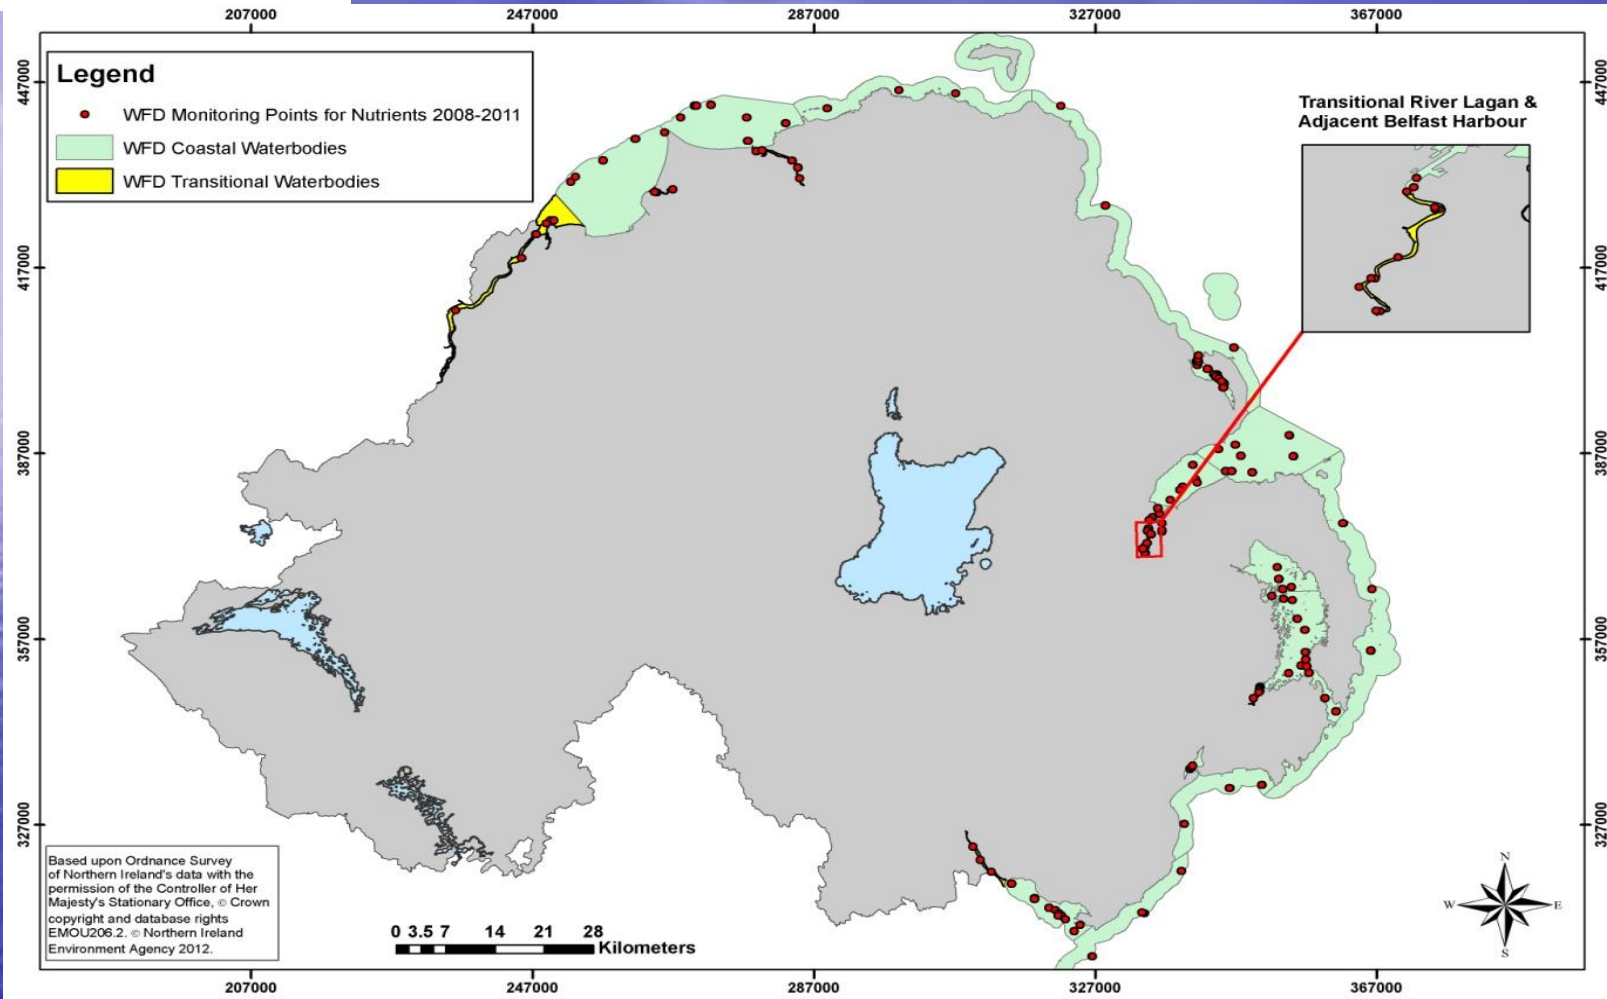 207000 247000 287000 327000 367000
Legend
WFD Monitoring Points for Nutrients 2008-2011
WFD Coastal Waterbodies
WFD Transitional Waterbodies
Transitional River Lagan &
Adjacent Belfast Harbour
447000
417000
387000
357000
327000
447000
417000
387000
357000
327000
Based upon Ordnance Survey
of Northern Ireland's data with the
permission of the Controller of Her
Majesty's Stationary Office, © Crown
copyright and database rights
EMOU206.2. © Northern Ireland
Environment Agency 2012.
0 3.5 7 14 21 28
Kilometers
N
W E
S
207000 247000 287000 327000 367000